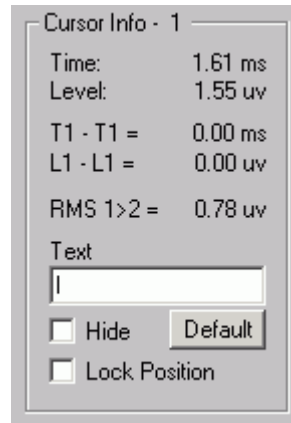 Cursor Info - 1
Time: 1.61 ms
Level: 1.55 uv
T1 - T1 = 0.00 ms
L1 - L1 = 0.00 uv
RMS 1>2 = 0.78 uv
Text
Hide Default
Lock Position